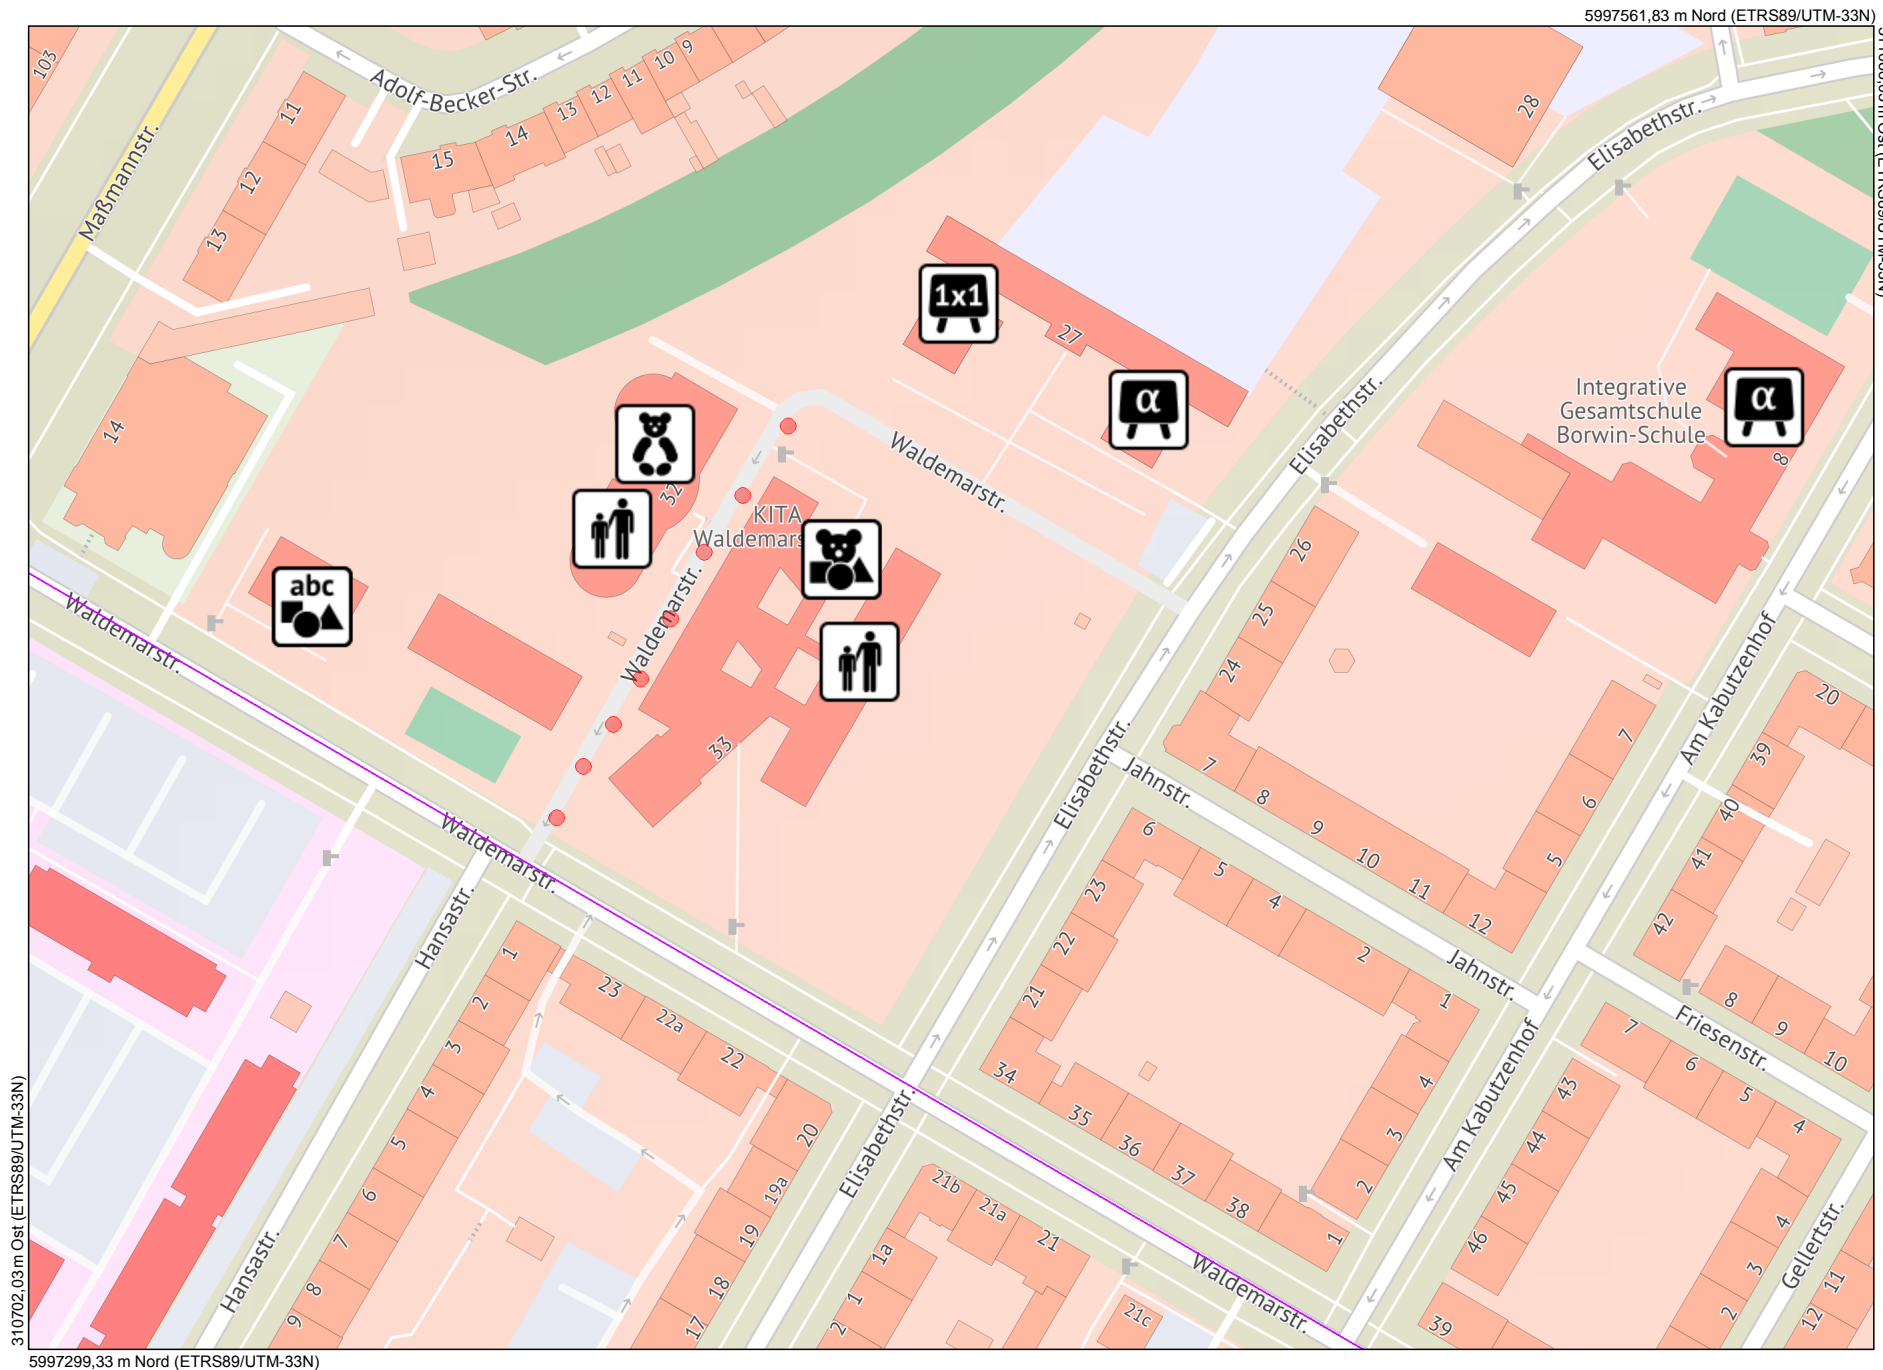 5997561,83 m Nord (ETRS89/UTM-33N)
103
Adolf-Becker-Str.
9
10
11
12
13
14
15
11
12
13
Maßmannstr.
28
Elisabethstr.
1x1
27
α
Elisabethstr.
Integrative
Gesamtschule
Borwin-Schule
α
8
14
32
KITA
Waldemarstr.
Waldemarstr.
abc
Waldemarstr.
33
26
25
24
Am Kabutzenhof
20
39
40
41
42
7
6
5
Elisabethstr.
Jahnstr.
7
8
9
10
11
12
6
5
4
2
1
Jahnstr.
23
22
21
34
35
36
37
38
1
2
3
4
Waldemarstr.
Hansastr.
1
2
3
4
5
6
7
8
9
23
22a
22
20
19a
19
18
17
Elisabethstr.
21b
21a
21
1a
1
2
21c
Waldemarstr.
Am Kabutzenhof
Friesenstr.
8
9
10
7
6
5
4
43
44
45
46
39
4
3
2
Gellertstr.
11
12
Hansastr.
310702,03 m Ost (ETRS89/UTM-33N)
5997299,33 m Nord (ETRS89/UTM-33N)